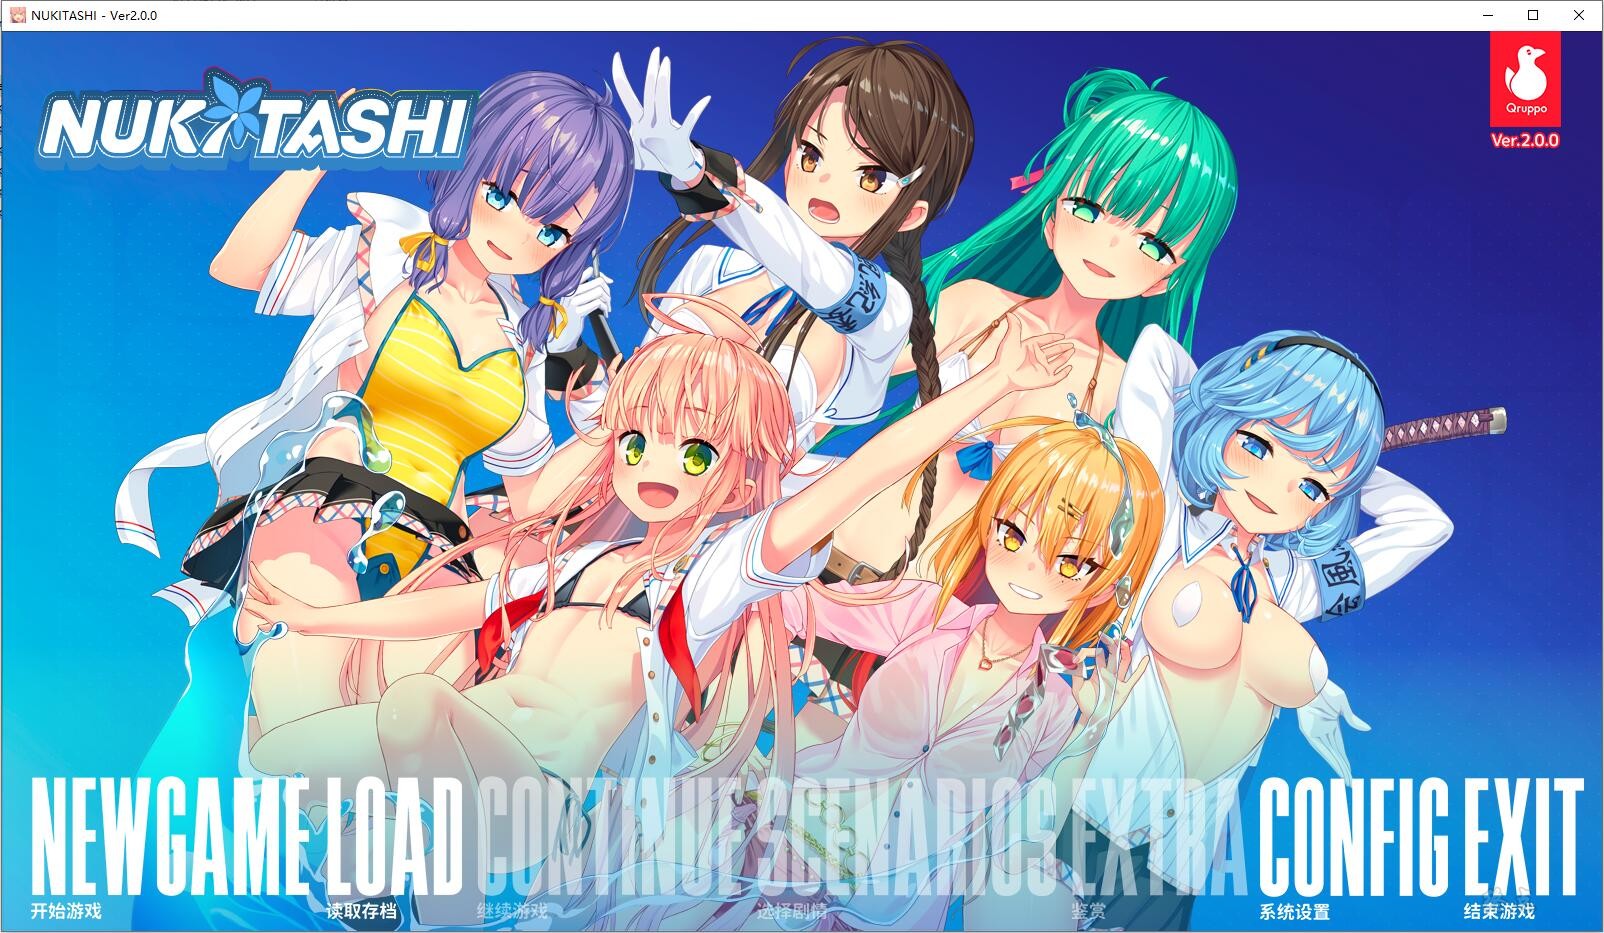 NUKITASHI - Ver2.0.0
NUKITASHI
Qruppo
Ver.2.0.0
NEWGAME LOAD CONTINUE SCENARIOS EXTRA CONFIG EXIT
开始游戏 读取存档 继续游戏 选择剧情 鉴赏 系统设置 结束游戏